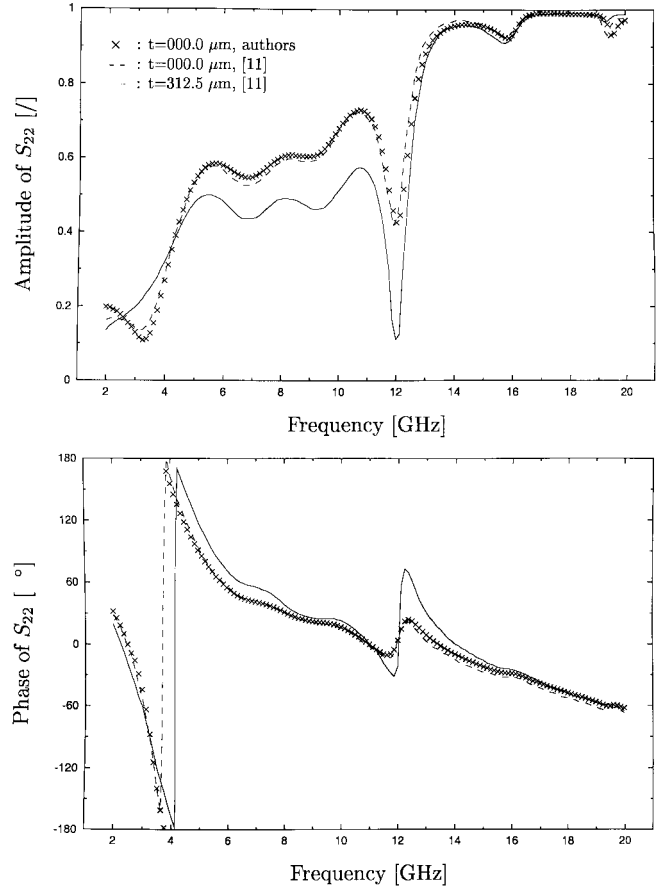 1
0.8
0.6
0.4
0.2
0
Amplitude of S22 [/]
× : t=000.0 μm, authors
- - : t=000.0 μm, [11]
— : t=312.5 μm, [11]
2 4 6 8 10 12 14 16 18 20
Frequency [GHz]
180
120
60
0
-60
-120
-180
Phase of S22 [ °]
2 4 6 8 10 12 14 16 18 20
Frequency [GHz]